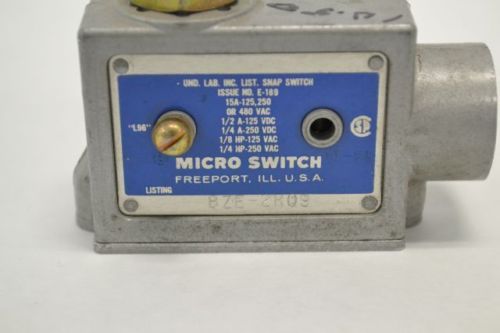 UND. LAB. INC. LIST. SNAP SWITCH
ISSUE NO. E-169
15A-125,250
OR 480 VAC
"L96"
1/2 A-125 VDC
1/4 A-250 VDC
1/8 HP-125 VAC
1/4 HP-250 VAC
MICRO SWITCH
FREEPORT, ILL. U.S.A.
LISTING
BZE-2RQ9